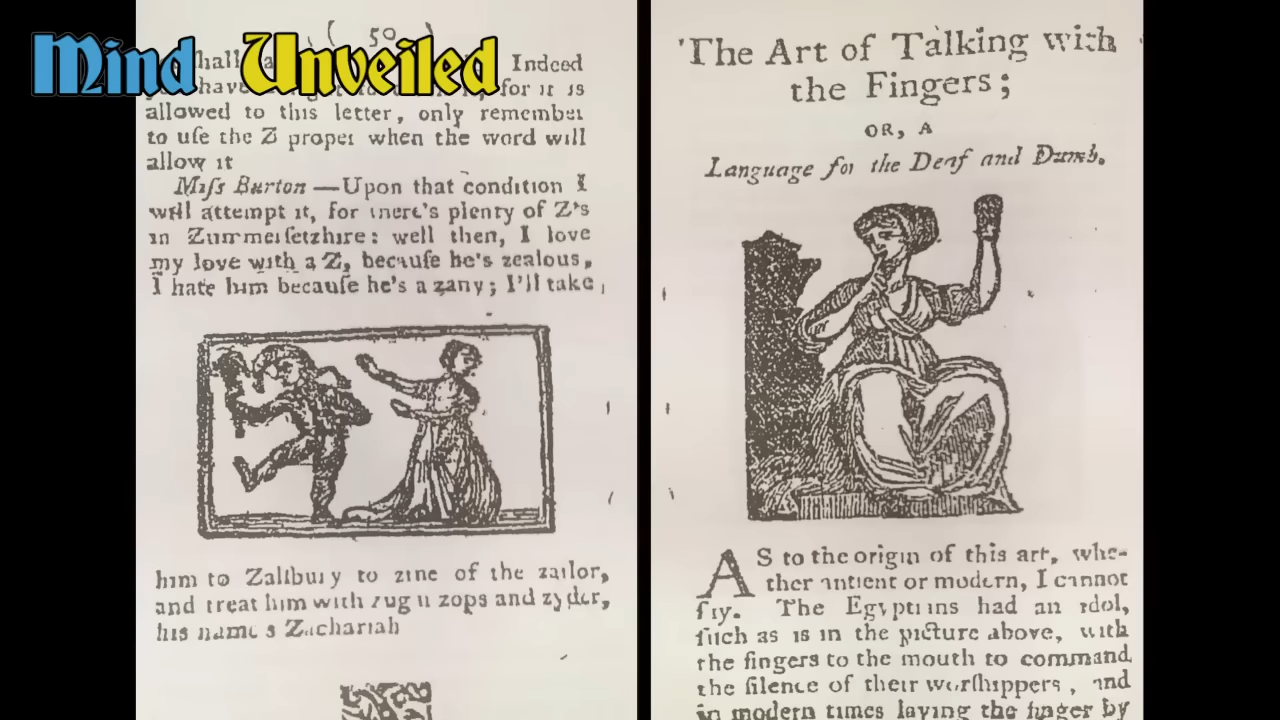 Mind Unveiled
( 50 )
Indeed
have for it is
allowed to this letter, only remember
to uſe the Z proper when the word will
allow it
Miſs Burton — Upon that condition I
will attempt it, for there's plenty of Z's
in Zummerſetzhire: well then, I love
my love with a Z, becauſe he's zealous,
I hate him becauſe he's a zany; I'll take
him to Zaliſbury to zine of the zailor,
and treat him with zugar zops and zyder,
his name's Zachariah
The Art of Talking with
the Fingers;
OR, A
Language for the Deaf and Dumb.
AS to the origin of this art, whe-
ther antient or modern, I cannot
ſay. The Egyptians had an idol,
ſuch as is in the picture above, with
the fingers to the mouth to command
the ſilence of their worſhippers, and
in modern times laying the finger by